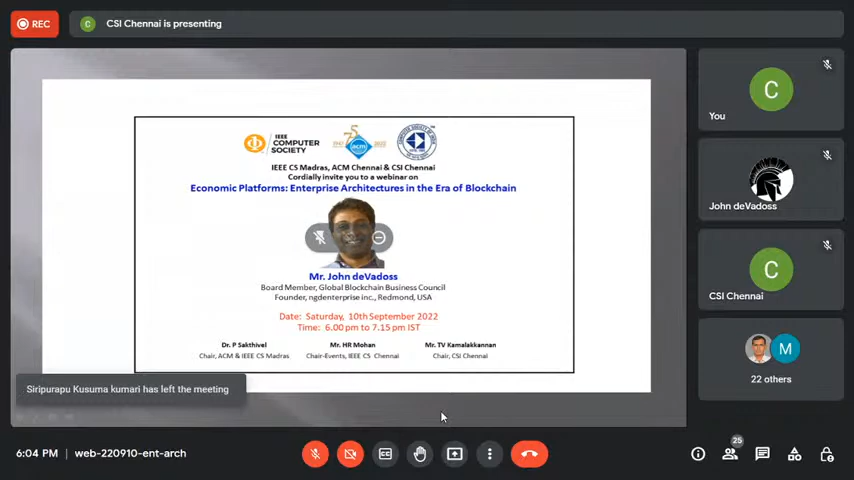 REC
C
CSI Chennai is presenting
IEEE
COMPUTER
SOCIETY
75
1947
acm
2022
IEEE CS Madras, ACM Chennai & CSI Chennai
Cordially invite you to a webinar on
Economic Platforms: Enterprise Architectures in the Era of Blockchain
Mr. John deVadoss
Board Member, Global Blockchain Business Council
Founder, ngdenterprise inc., Redmond, USA
Date: Saturday, 10th September 2022
Time: 6.00 pm to 7.15 pm IST
Dr. P Sakthivel
Chair, ACM & IEEE CS Madras
Mr. HR Mohan
Chair-Events, IEEE CS Chennai
Mr. TV Kamalakkannan
Chair, CSI Chennai
Siripurapu Kusuma kumari has left the meeting
C
You
John deVadoss
C
CSI Chennai
M
22 others
6:04 PM | web-220910-ent-arch
CC
25